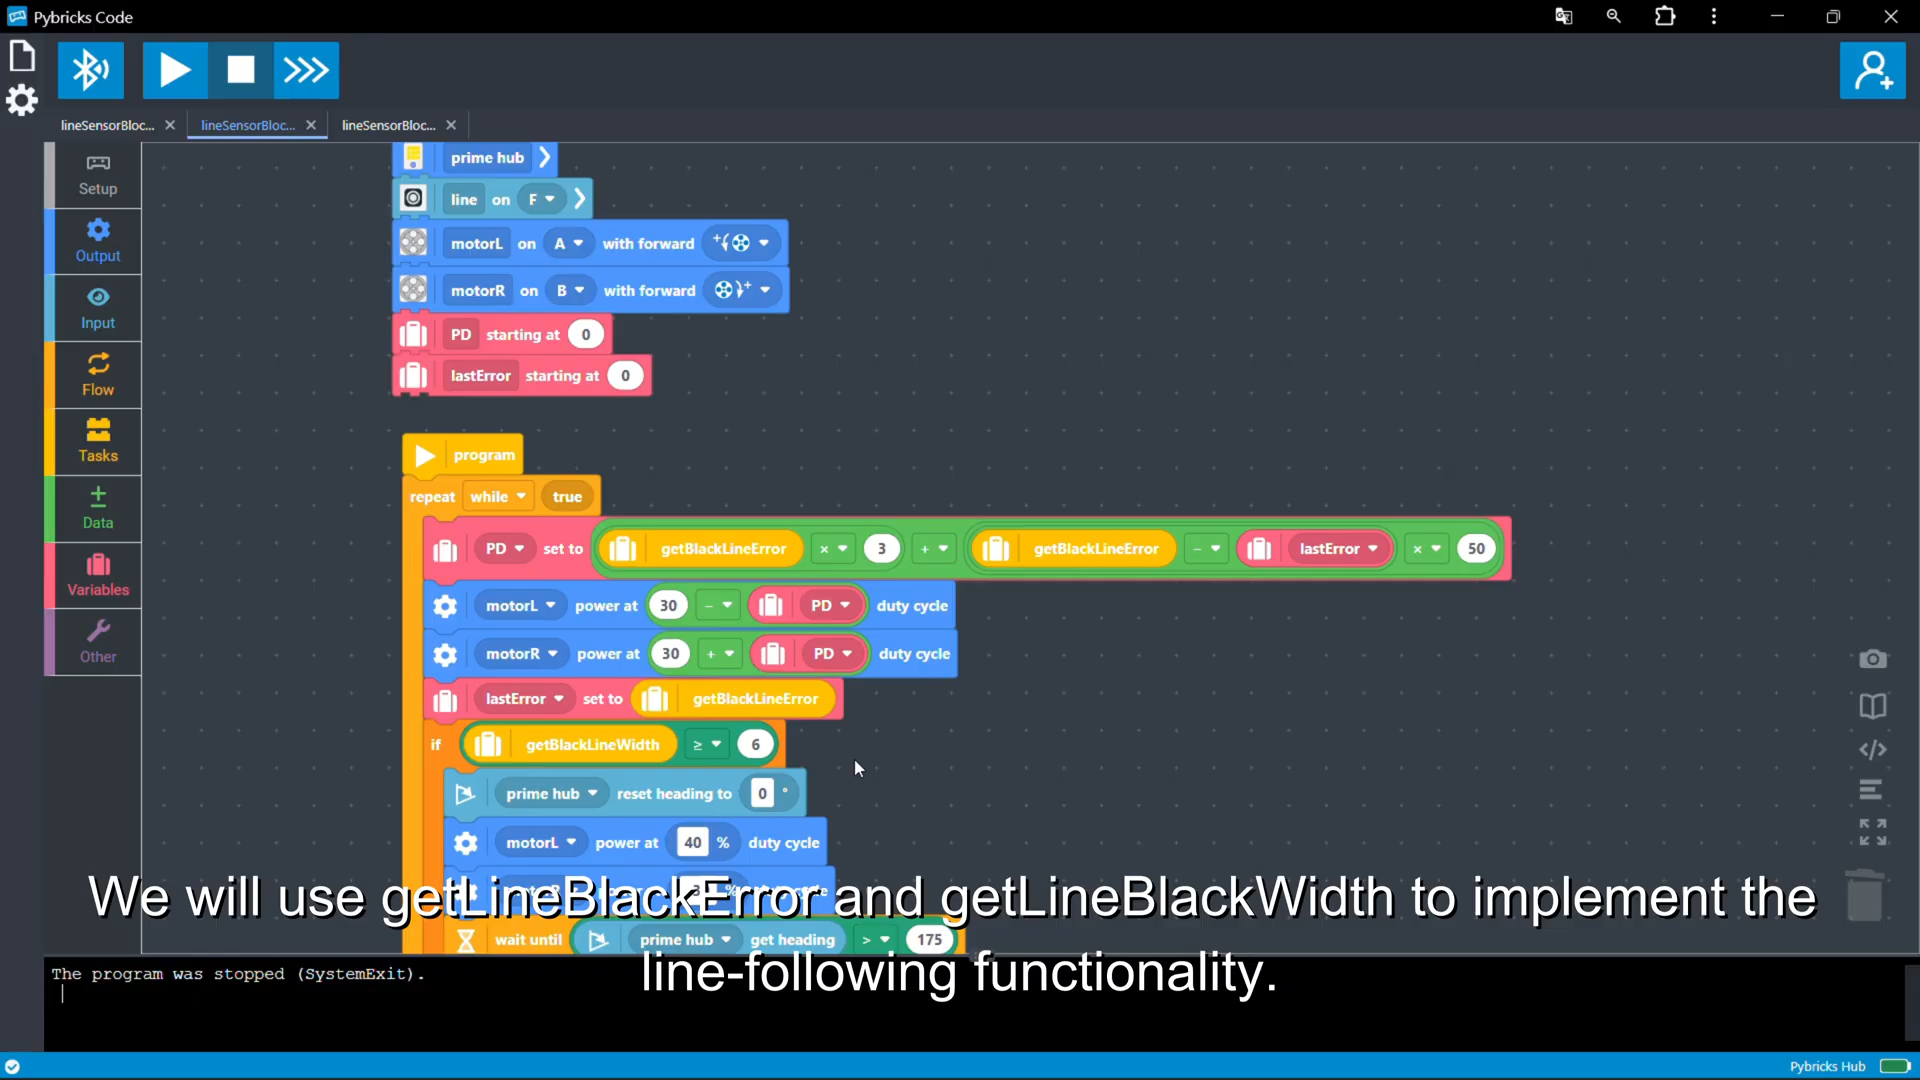 Pybricks Code
lineSensorBloc...
lineSensorBloc...
lineSensorBloc...
Setup
Output
Input
Flow
Tasks
Data
Variables
Other
prime hub
line on F
motorL on A with forward
motorR on B with forward
PD starting at 0
lastError starting at 0
program
repeat while true
PD set to getBlackLineError × 3 + getBlackLineError - lastError × 50
motorL power at 30 - PD duty cycle
motorR power at 30 + PD duty cycle
lastError set to getBlackLineError
if getBlackLineWidth ≥ 6
prime hub reset heading to 0 °
motorL power at 40 % duty cycle
wait until prime hub get heading > 175
We will use getLineBlackError and getLineBlackWidth to implement the
line-following functionality.
The program was stopped (SystemExit).
Pybricks Hub